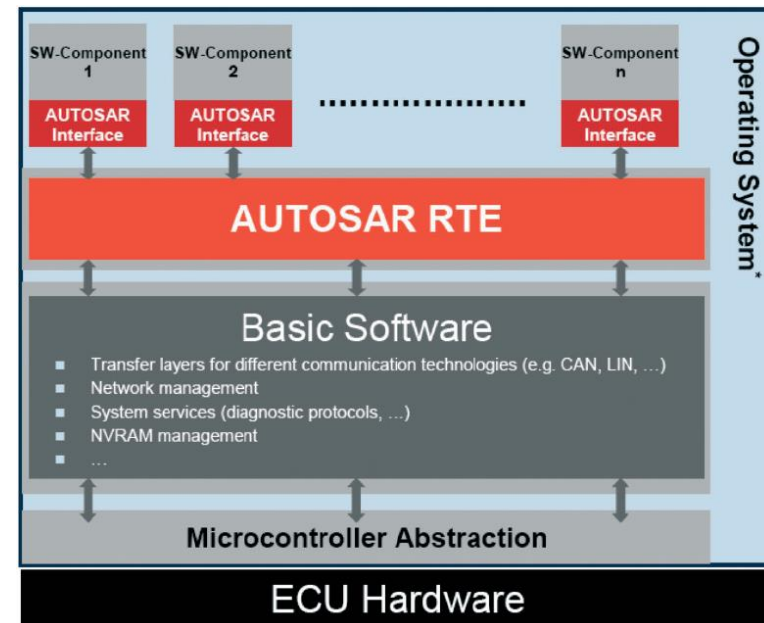 SW-Component
1
AUTOSAR
Interface
SW-Component
2
AUTOSAR
Interface
SW-Component
n
AUTOSAR
Interface
Operating System*
AUTOSAR RTE
Basic Software
Transfer layers for different communication technologies (e.g. CAN, LIN, …)
Network management
System services (diagnostic protocols, …)
NVRAM management
…
Microcontroller Abstraction
ECU Hardware